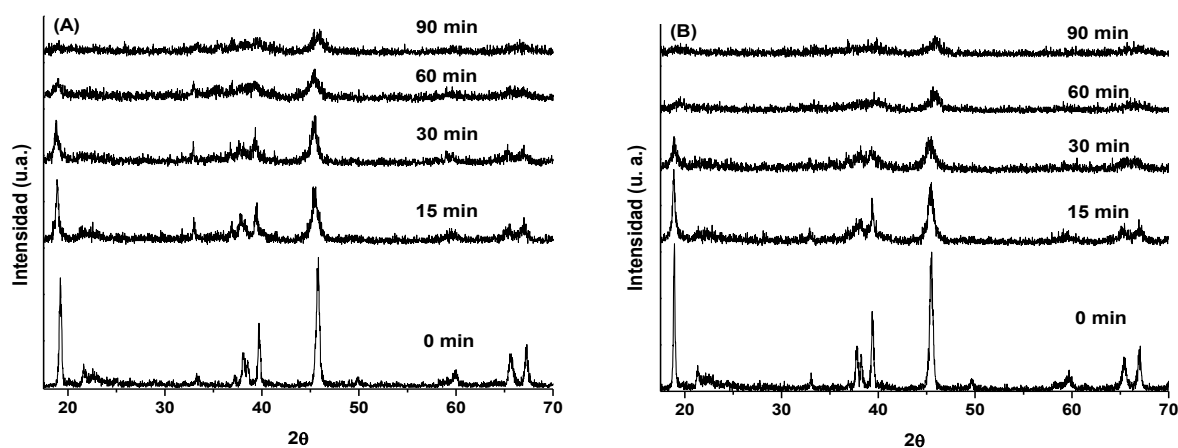 (A)
90 min
60 min
30 min
15 min
0 min
Intensidad (u.a.)
20 30 40 50 60 70
2θ
(B)
90 min
60 min
30 min
15 min
0 min
Intensidad (u. a.)
20 30 40 50 60 70
2θ